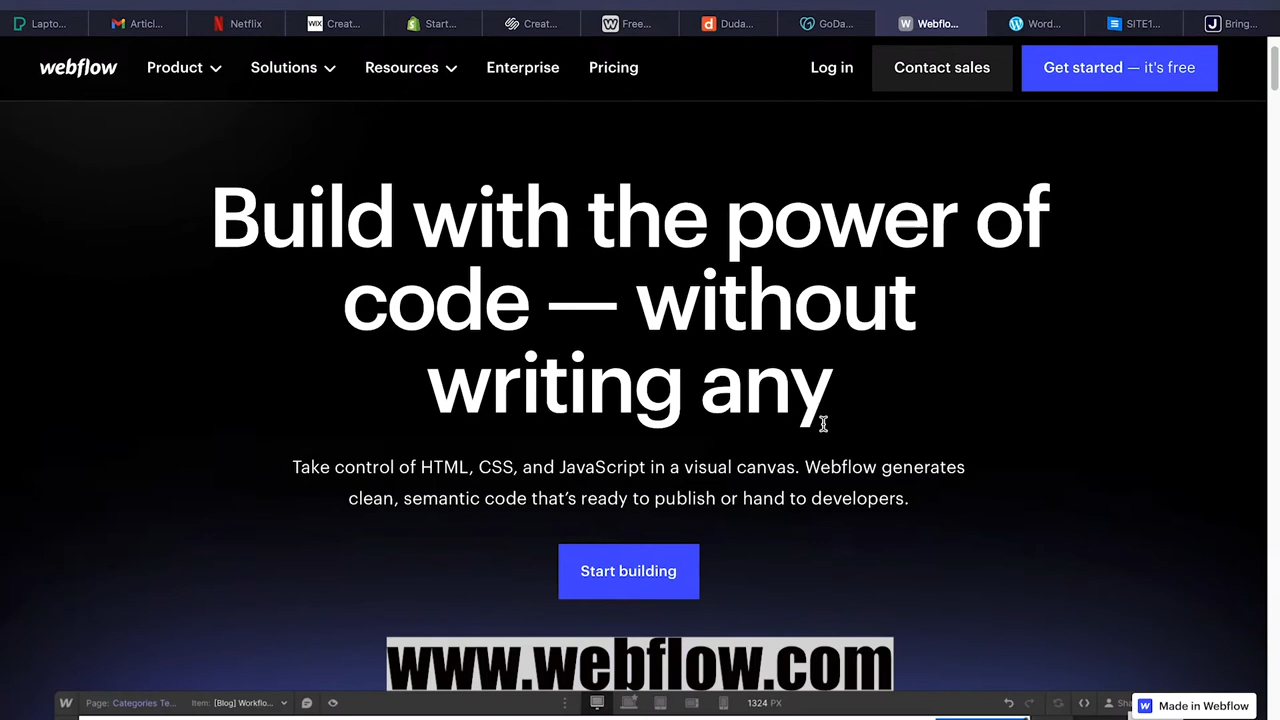 Lapto...
Articl...
Netflix
WIX Creat...
Start...
Creat...
Free...
Duda...
GoDa...
Webflo...
Word...
SITE1...
Bring...
webflow
Product
Solutions
Resources
Enterprise
Pricing
Log in
Contact sales
Get started — it's free
Build with the power of
code — without
writing any
Take control of HTML, CSS, and JavaScript in a visual canvas. Webflow generates
clean, semantic code that's ready to publish or hand to developers.
Start building
www.webflow.com
Page: Categories Te...
Item: [Blog] Workflo...
1324 PX
Made in Webflow